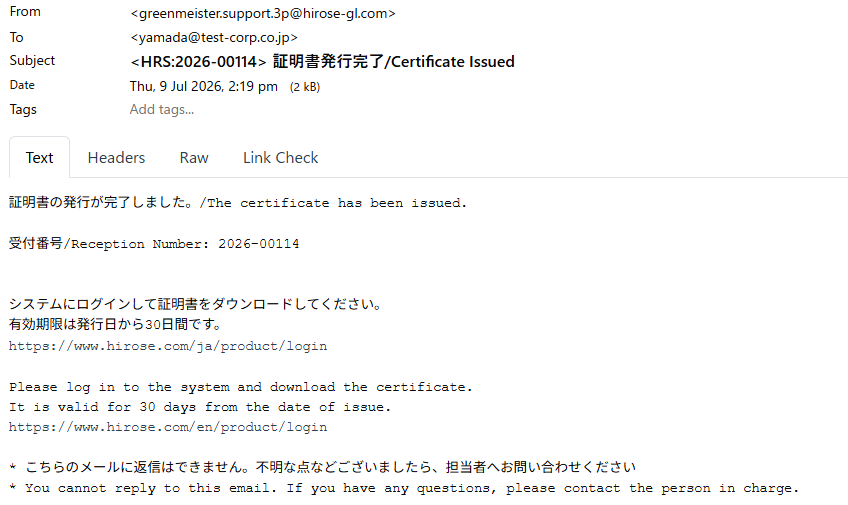 From <greenmeister.support.3p@hirose-gl.com>
To <yamada@test-corp.co.jp>
Subject <HRS:2026-00114> 証明書発行完了/Certificate Issued
Date Thu, 9 Jul 2026, 2:19 pm (2 kB)
Tags Add tags...
Text Headers Raw Link Check
証明書の発行が完了しました。/The certificate has been issued.
受付番号/Reception Number: 2026-00114
システムにログインして証明書をダウンロードしてください。
有効期限は発行日から30日間です。
https://www.hirose.com/ja/product/login
Please log in to the system and download the certificate.
It is valid for 30 days from the date of issue.
https://www.hirose.com/en/product/login
* こちらのメールに返信はできません。不明な点などございましたら、担当者へお問い合わせください
* You cannot reply to this email. If you have any questions, please contact the person in charge.